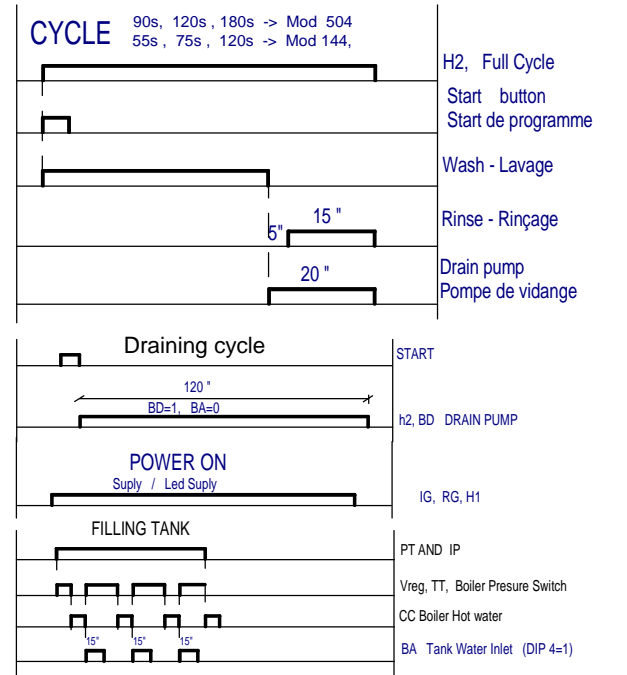 CYCLE
90s, 120s , 180s -> Mod 504
55s , 75s , 120s -> Mod 144,
H2, Full Cycle
Start button
Start de programme
Wash - Lavage
15 "
5"
Rinse - Rinçage
20 "
Drain pump
Pompe de vidange
Draining cycle
START
120 "
BD=1, BA=0
h2, BD DRAIN PUMP
POWER ON
Suply / Led Suply
IG, RG, H1
FILLING TANK
PT AND IP
Vreg, TT, Boiler Presure Switch
CC Boiler Hot water
15" 15" 15"
BA Tank Water Inlet (DIP 4=1)